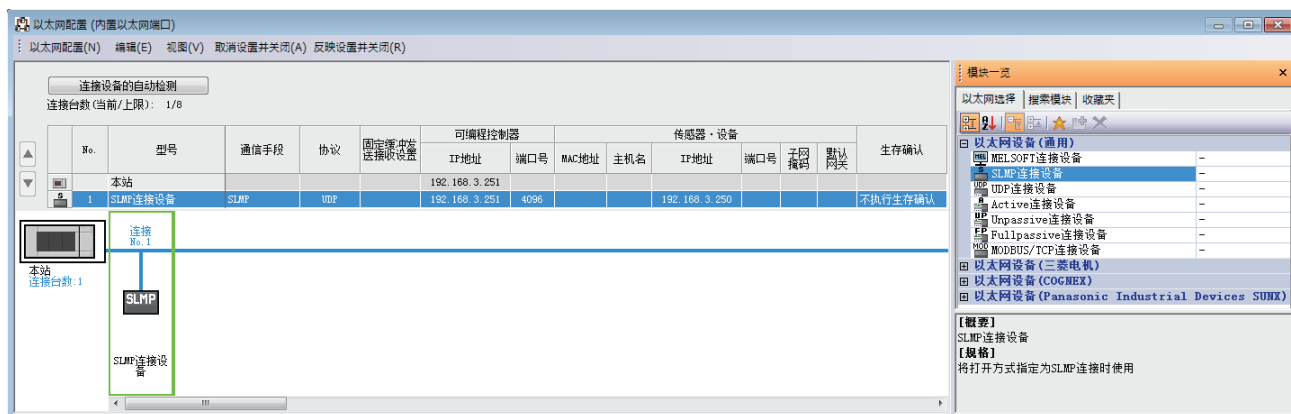 以太网配置 (内置以太网端口)
以太网配置(N) 编辑(E) 视图(V) 取消设置并关闭(A) 反映设置并关闭(R)
连接设备的自动检测
连接台数(当前/上限): 1/8
No. 型号 通信手段 协议 固定缓冲发送接收设置 可编程控制器 传感器・设备 生存确认
IP地址 端口号 MAC地址 主机名 IP地址 端口号 子网掩码 默认网关
本站 192.168.3.251
1 SLMP连接设备 SLMP UDP 192.168.3.251 4096 192.168.3.250 不执行生存确认
连接
No.1
本站
连接台数:1
SLMP
SLMP连接设
备
模块一览
以太网选择 搜索模块 收藏夹
以太网设备(通用)
MELSOFT连接设备 -
SLMP连接设备 -
UDP连接设备 -
Active连接设备 -
Unpassive连接设备 -
Fullpassive连接设备 -
MODBUS/TCP连接设备 -
以太网设备(三菱电机)
以太网设备(COGNEX)
以太网设备(Panasonic Industrial Devices SUNX)
[概要]
SLMP连接设备
[规格]
将打开方式指定为SLMP连接时使用